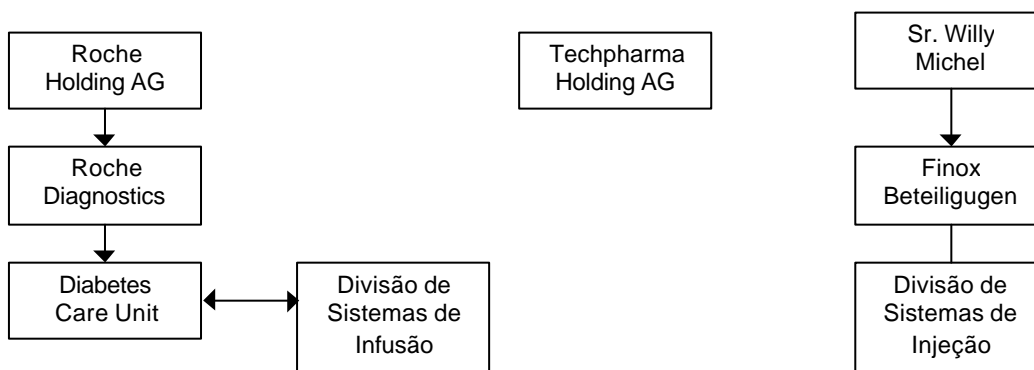 Roche
Holding AG
Techpharma
Holding AG
Sr. Willy
Michel
Roche
Diagnostics
Finox
Beteiligugen
Diabetes
Care Unit
Divisão de
Sistemas de
Infusão
Divisão de
Sistemas de
Injeção